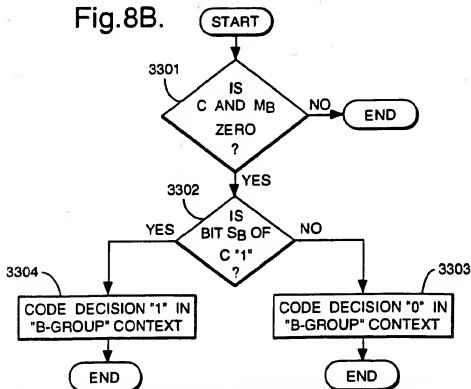 Fig.8B.
START
3301
IS
C AND MB
ZERO
?
NO
END
YES
3302
IS
BIT SB OF
C "1"
?
YES
NO
3304
CODE DECISION "1" IN
"B-GROUP" CONTEXT
END
3303
CODE DECISION "0" IN
"B-GROUP" CONTEXT
END